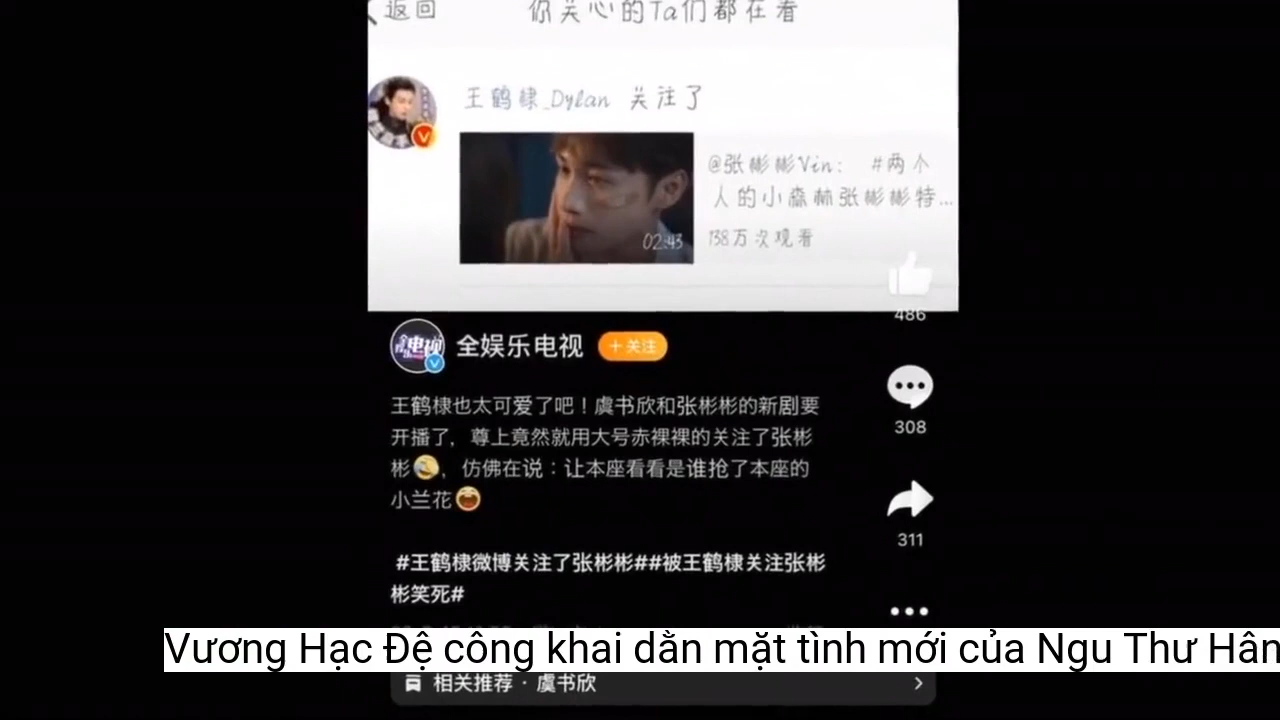 返回
你关心的Ta们都在看
王鹤棣_Dylan 关注了
@张彬彬Vin： #两个
人的小森林张彬彬特...
02:43
138万次观看
486
全娱乐电视
+关注
王鹤棣也太可爱了吧！虞书欣和张彬彬的新剧要
开播了，尊上竟然就用大号赤裸裸的关注了张彬
彬😂，仿佛在说：让本座看看是谁抢了本座的
小兰花😄
308
311
#王鹤棣微博关注了张彬彬##被王鹤棣关注张彬
彬笑死#
Vương Hạc Đệ công khai dằn mặt tình mới của Ngu Thư Hân
相关推荐 · 虞书欣